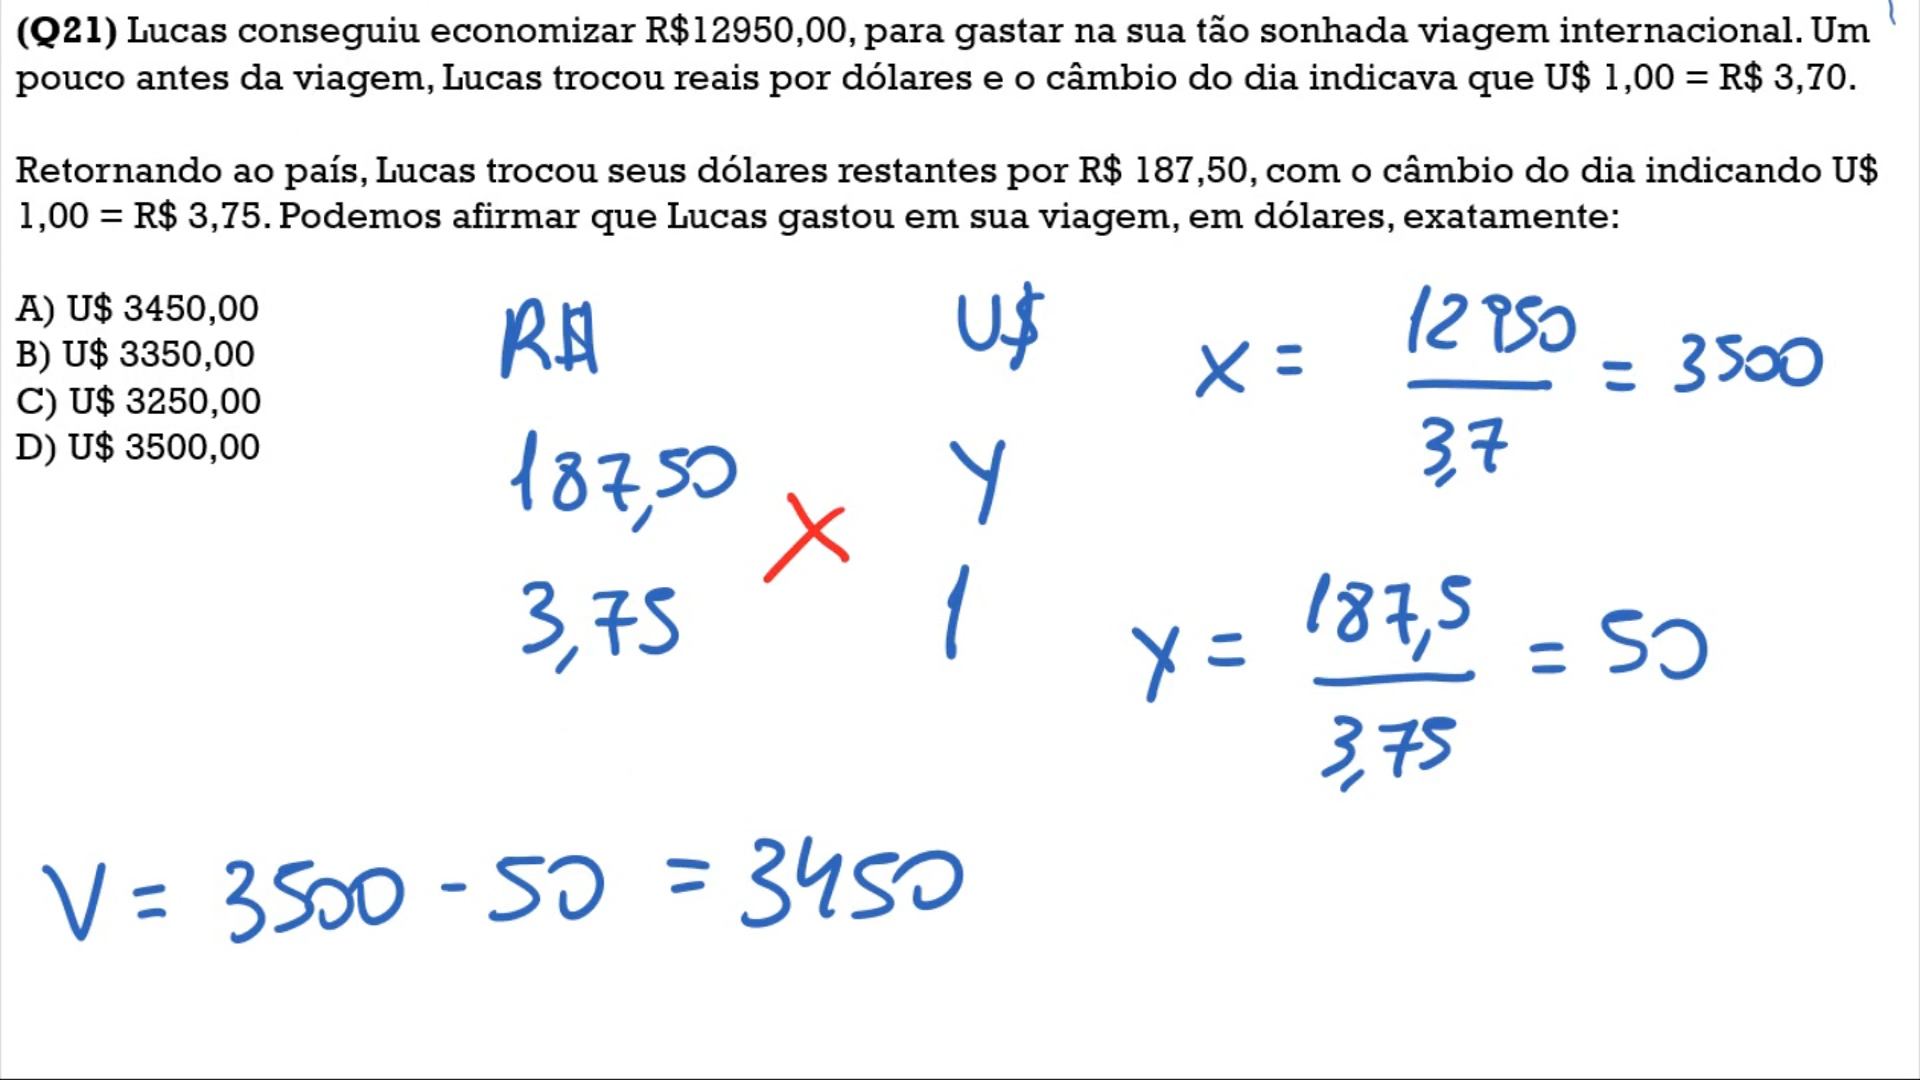 (Q21) Lucas conseguiu economizar R$12950,00, para gastar na sua tão sonhada viagem internacional. Um
pouco antes da viagem, Lucas trocou reais por dólares e o câmbio do dia indicava que U$ 1,00 = R$ 3,70.
Retornando ao país, Lucas trocou seus dólares restantes por R$ 187,50, com o câmbio do dia indicando U$
1,00 = R$ 3,75. Podemos afirmar que Lucas gastou em sua viagem, em dólares, exatamente:
A) U$ 3450,00
B) U$ 3350,00
C) U$ 3250,00
D) U$ 3500,00
R$ U$
187,50 Y
X
3,75 1
X = 12950 / 3,7 = 3500
Y = 187,5 / 3,75 = 50
V = 3500 - 50 = 3450